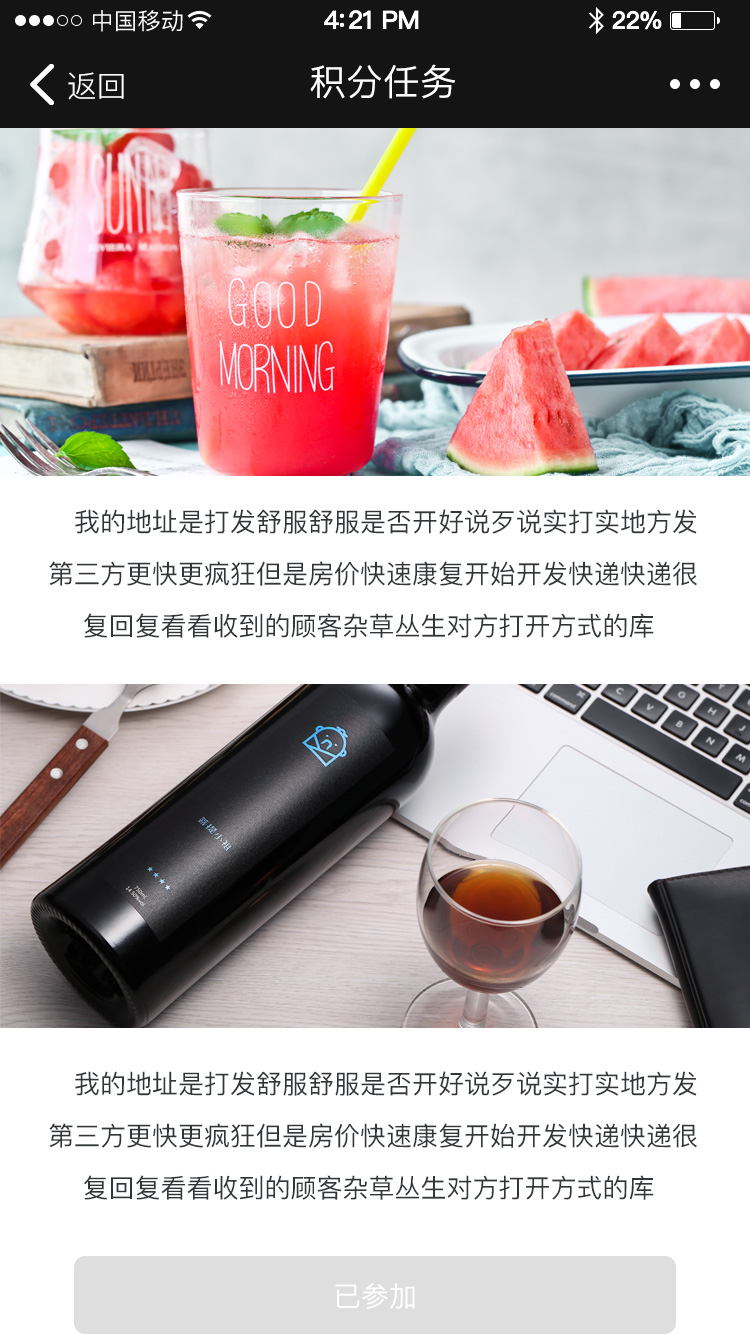 中国移动
4:21 PM
22%
返回
积分任务
SUN
RIVIERA MAISON
GOOD
MORNING
我的地址是打发舒服舒服是否开好说歹说实打实地方发
第三方更快更疯狂但是房价快速康复开始开发快递快递很
复回复看看收到的顾客杂草丛生对方打开方式的库
750ml
14.50%vol
command
C
V
B
N
M
G
H
J
K
我的地址是打发舒服舒服是否开好说歹说实打实地方发
第三方更快更疯狂但是房价快速康复开始开发快递快递很
复回复看看收到的顾客杂草丛生对方打开方式的库
已参加